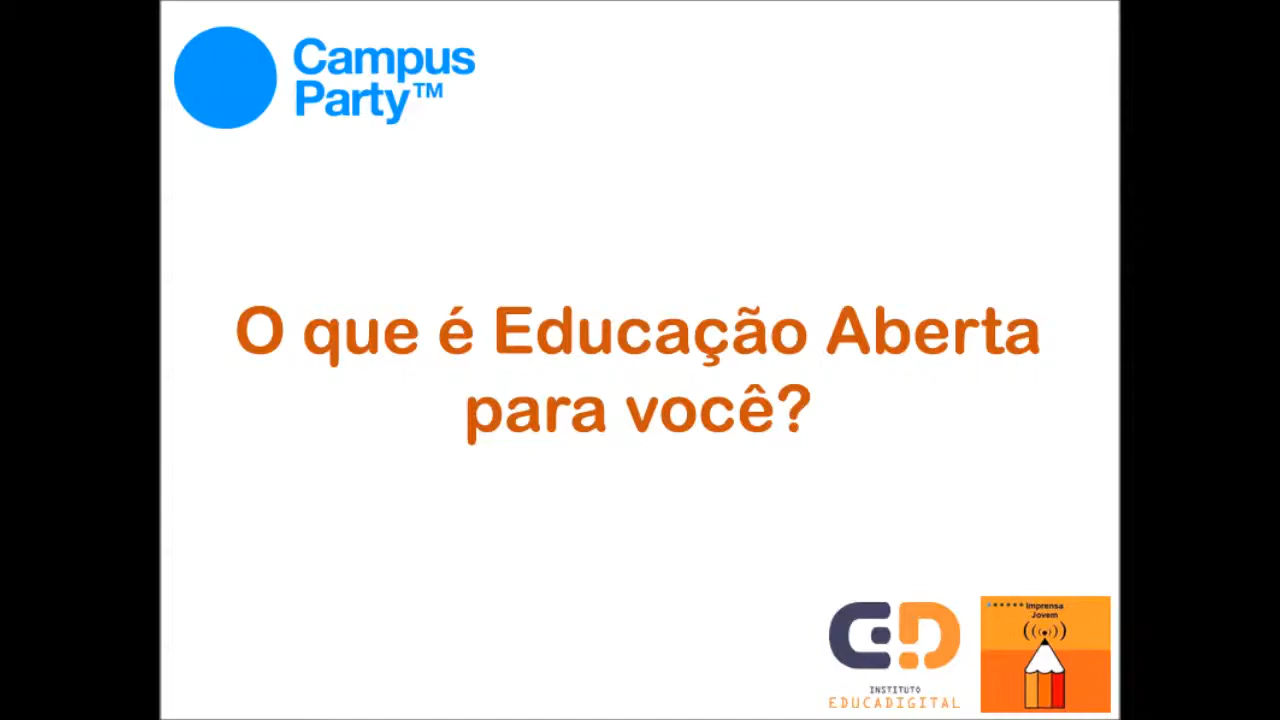 Campus
Party™
O que é Educação Aberta
para você?
Imprensa
Jovem
INSTITUTO
EDUCADIGITAL